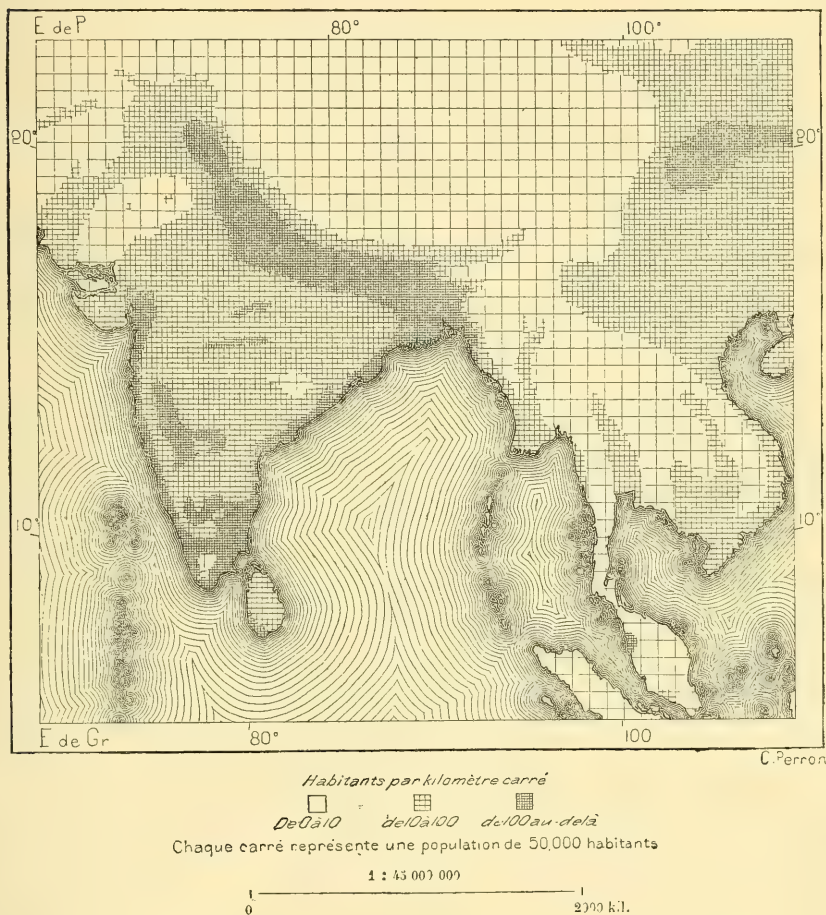 E de P 80° 100°
20° 20°
10° 10°
E de Gr 80° 100
C. Perron
Habitants par kilomètre carré
De 0 à 10 de 10 à 100 de 100 au-delà
Chaque carré représente une population de 50,000 habitants
1 : 45 000 000
0 2000 kil.